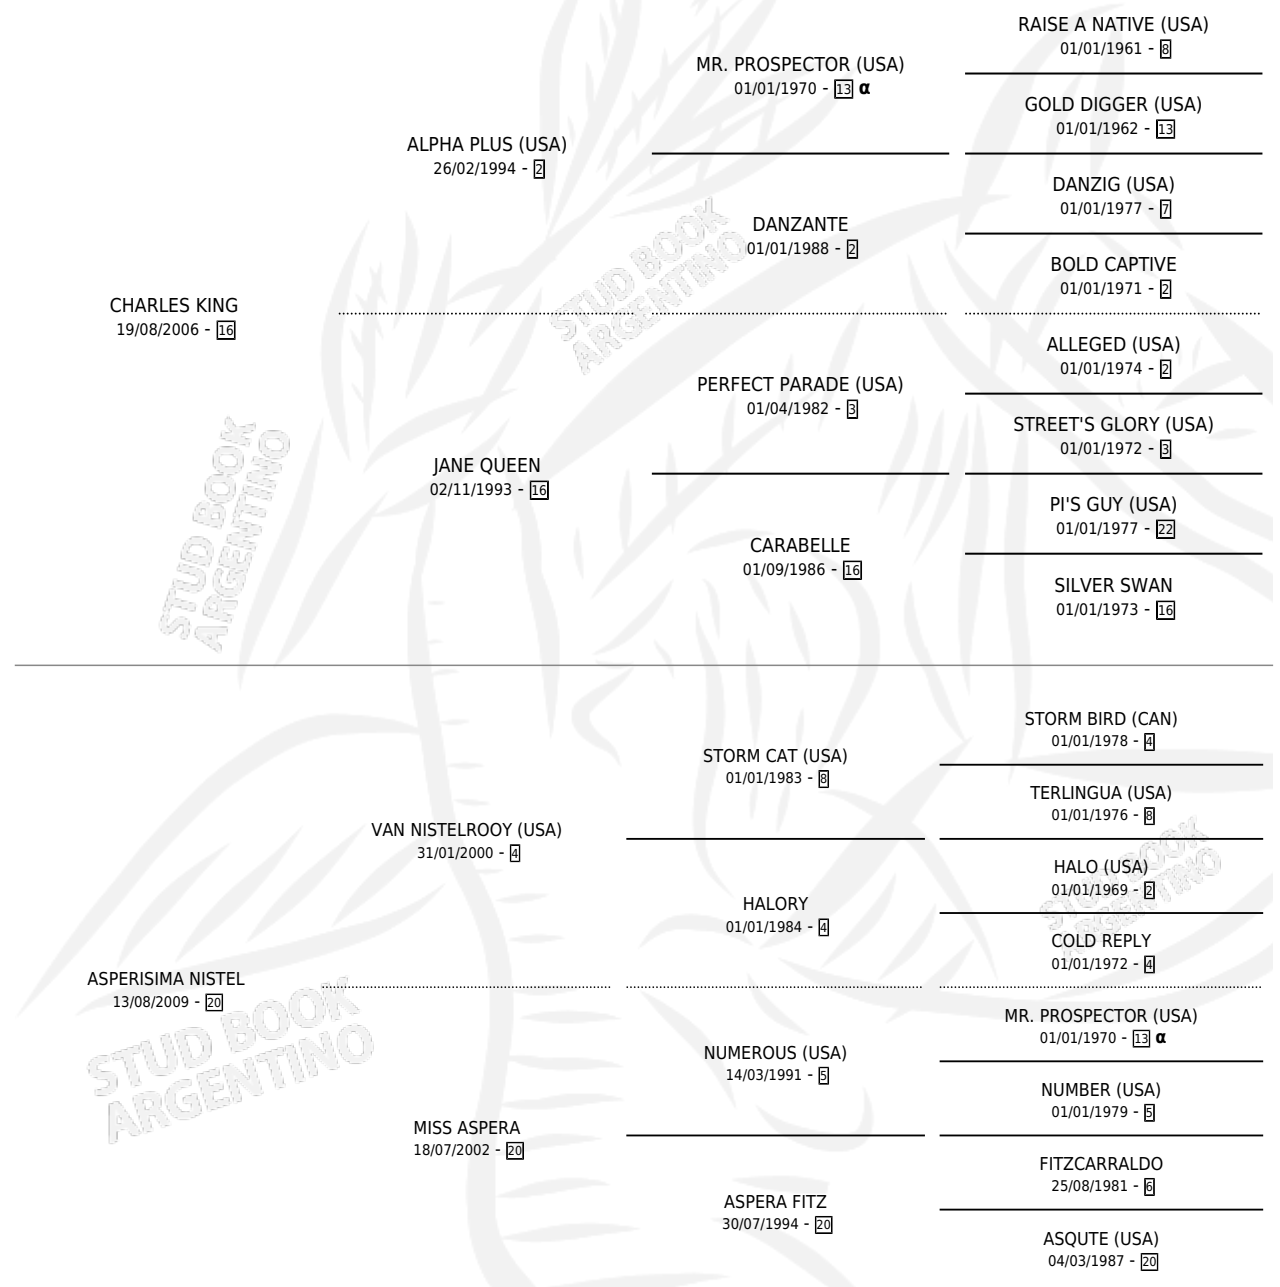 RAISE A NATIVE (USA)
01/01/1961 - 8
MR. PROSPECTOR (USA)
01/01/1970 - 13 α
GOLD DIGGER (USA)
01/01/1962 - 13
ALPHA PLUS (USA)
26/02/1994 - 2
DANZIG (USA)
01/01/1977 - 7
DANZANTE
01/01/1988 - 2
BOLD CAPTIVE
01/01/1971 - 2
CHARLES KING
19/08/2006 - 16
STUD BOOK
ARGENTINO
ALLEGED (USA)
01/01/1974 - 2
PERFECT PARADE (USA)
01/04/1982 - 3
STREET'S GLORY (USA)
01/01/1972 - 3
JANE QUEEN
02/11/1993 - 16
PI'S GUY (USA)
01/01/1977 - 22
CARABELLE
01/09/1986 - 16
SILVER SWAN
01/01/1973 - 16
STUD BOOK
ARGENTINO
STORM BIRD (CAN)
01/01/1978 - 4
STORM CAT (USA)
01/01/1983 - 8
TERLINGUA (USA)
01/01/1976 - 8
VAN NISTELROOY (USA)
31/01/2000 - 4
HALO (USA)
01/01/1969 - 2
HALORY
01/01/1984 - 4
STUD BOOK
ARGENTINO
COLD REPLY
01/01/1972 - 4
ASPERISIMA NISTEL
13/08/2009 - 20
STUD BOOK
ARGENTINO
MR. PROSPECTOR (USA)
01/01/1970 - 13 α
NUMEROUS (USA)
14/03/1991 - 5
NUMBER (USA)
01/01/1979 - 5
MISS ASPERA
18/07/2002 - 20
FITZCARRALDO
25/08/1981 - 6
ASPERA FITZ
30/07/1994 - 20
ASQUTE (USA)
04/03/1987 - 20